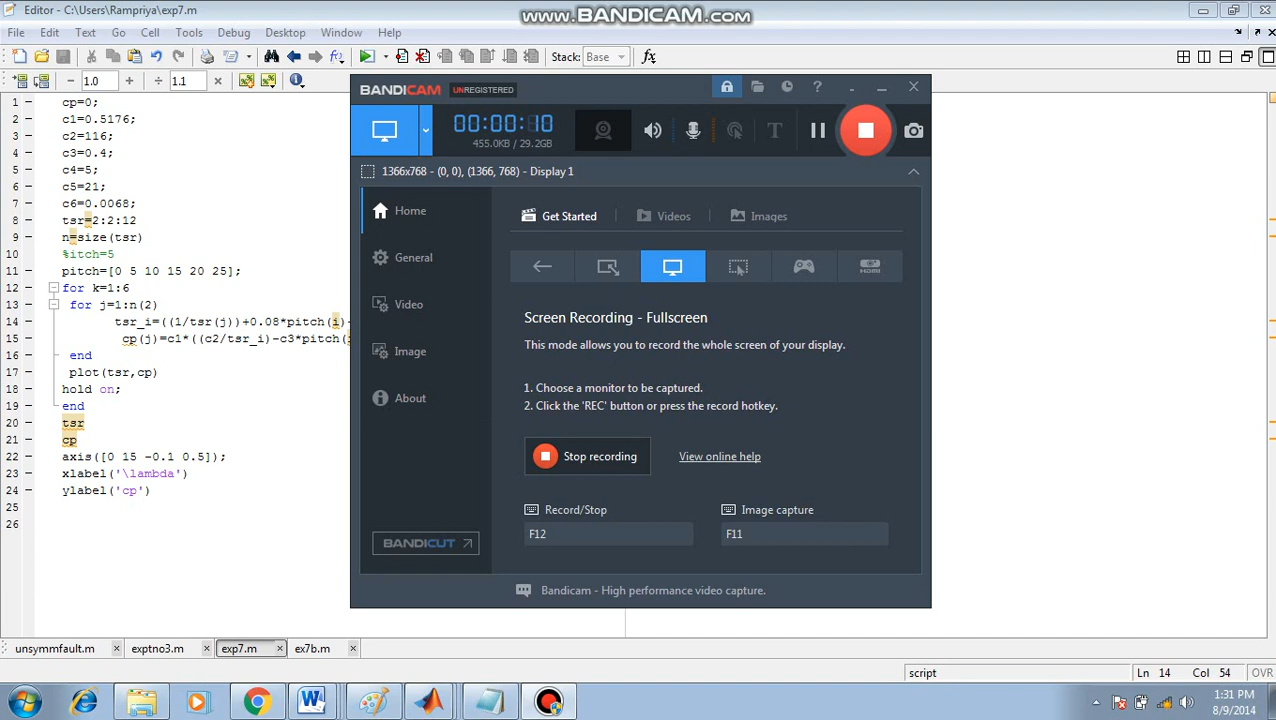 Editor - C:\Users\Rampriya\exp7.m
www.BANDICAM.com
File Edit Text Go Cell Tools Debug Desktop Window Help
Stack: Base fx
1.0 1.1
1 cp=0;
2 c1=0.5176;
3 c2=116;
4 c3=0.4;
5 c4=5;
6 c5=21;
7 c6=0.0068;
8 tsr=2:2:12
9 n=size(tsr)
10 %itch=5
11 pitch=[0 5 10 15 20 25];
12 for k=1:6
13 for j=1:n(2)
14 tsr_i=((1/tsr(j))+0.08*pitch(i)-
15 cp(j)=c1*((c2/tsr_i)-c3*pitch(
16 end
17 plot(tsr,cp)
18 hold on;
19 end
20 tsr
21 cp
22 axis([0 15 -0.1 0.5]);
23 xlabel('\lambda')
24 ylabel('cp')
25
26
BANDICAM UNREGISTERED
00:00:10
455.0KB / 29.2GB
1366x768 - (0, 0), (1366, 768) - Display 1
Home
General
Video
Image
About
BANDICUT
Get Started Videos Images
HDMI
Screen Recording - Fullscreen
This mode allows you to record the whole screen of your display.
1. Choose a monitor to be captured.
2. Click the 'REC' button or press the record hotkey.
Stop recording View online help
Record/Stop Image capture
F12 F11
Bandicam - High performance video capture.
unsymmfault.m exptno3.m exp7.m ex7b.m
script Ln 14 Col 54 OVR
1:31 PM
8/9/2014